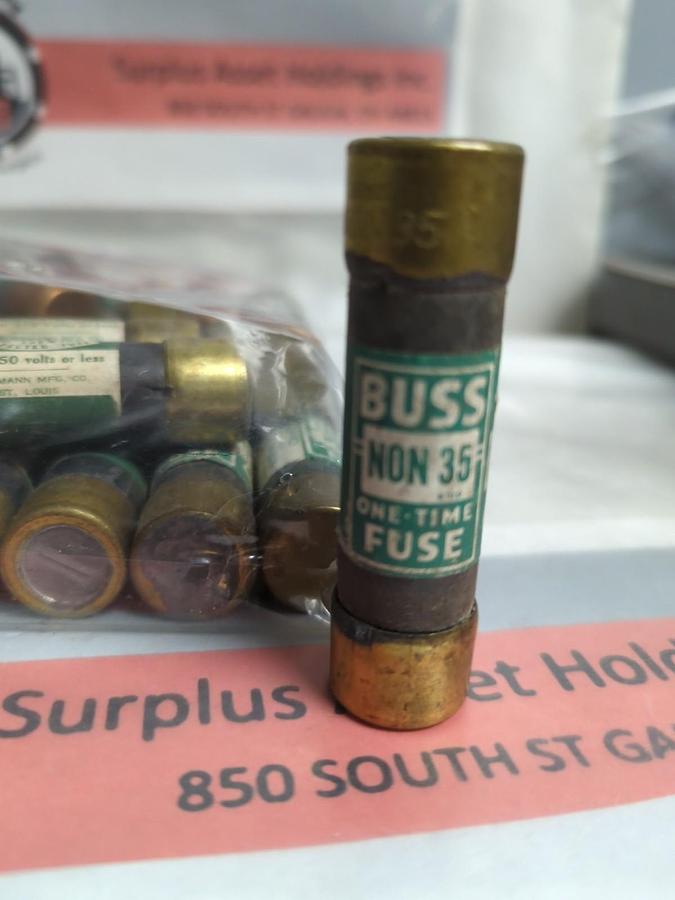 Surplus Asset Holdings Inc.
35
50 volts or less
MANN MFG. CO.
ST. LOUIS
BUSS
NON 35
ONE-TIME
FUSE
Surplus et Hold
850 SOUTH ST GA